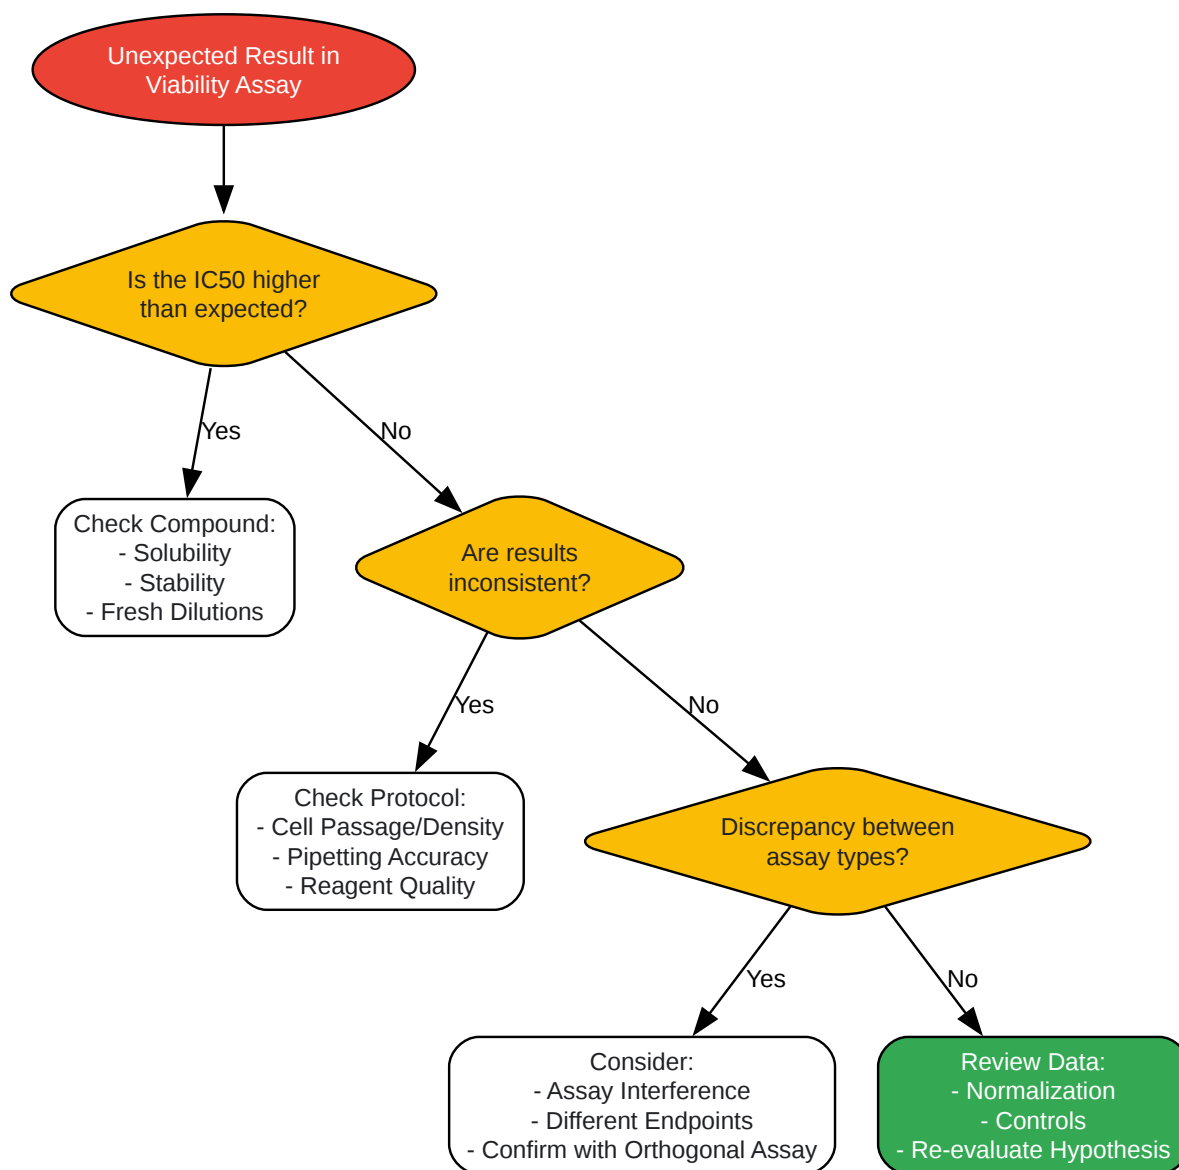 Unexpected Result in
Viability Assay
Is the IC50 higher
than expected?
Yes
No
Check Compound:
- Solubility
- Stability
- Fresh Dilutions
Are results
inconsistent?
Yes
No
Check Protocol:
- Cell Passage/Density
- Pipetting Accuracy
- Reagent Quality
Discrepancy between
assay types?
Yes
No
Consider:
- Assay Interference
- Different Endpoints
- Confirm with Orthogonal Assay
Review Data:
- Normalization
- Controls
- Re-evaluate Hypothesis